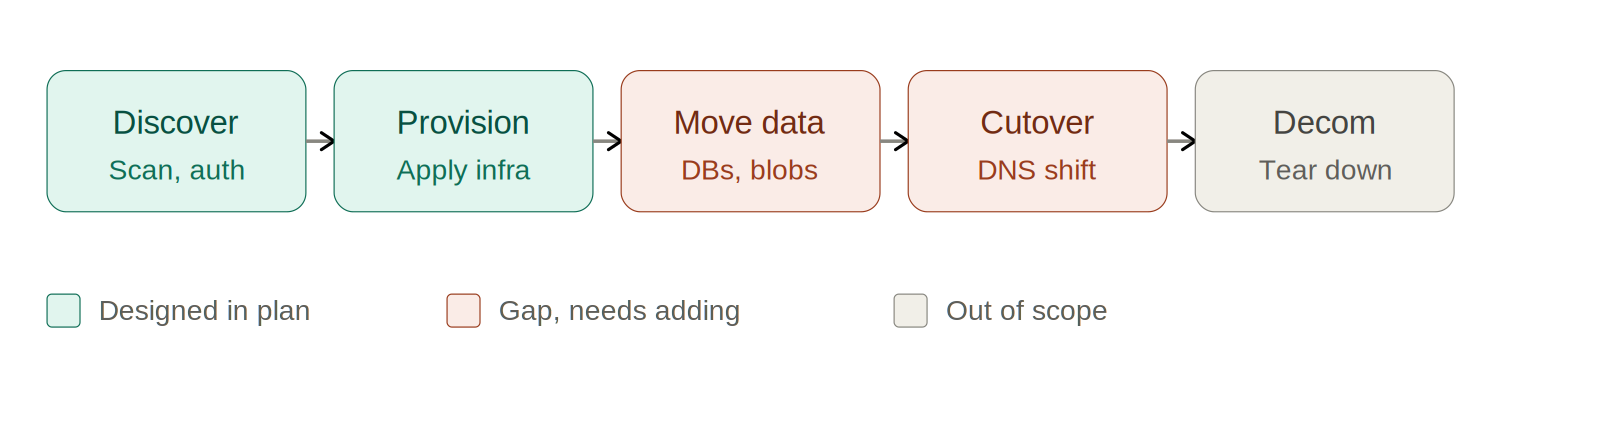 Discover
Scan, auth
Provision
Apply infra
Move data
DBs, blobs
Cutover
DNS shift
Decom
Tear down
Designed in plan
Gap, needs adding
Out of scope